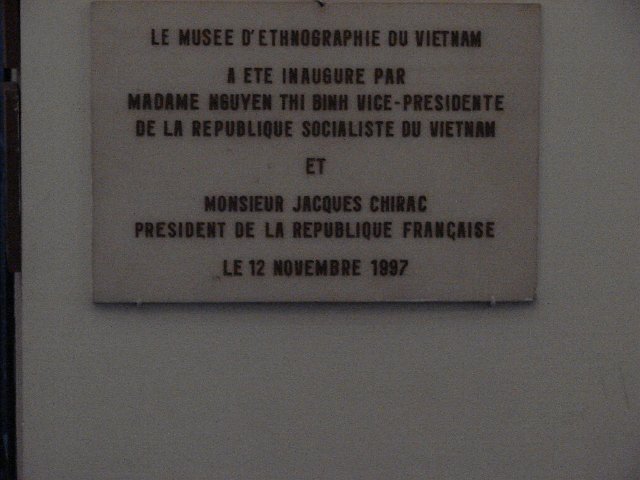 LE MUSEE D'ETHNOGRAPHIE DU VIETNAM
A ETE INAUGURE PAR
MADAME NGUYEN THI BINH VICE-PRESIDENTE
DE LA REPUBLIQUE SOCIALISTE DU VIETNAM
ET
MONSIEUR JACQUES CHIRAC
PRESIDENT DE LA REPUBLIQUE FRANÇAISE
LE 12 NOVEMBRE 1997